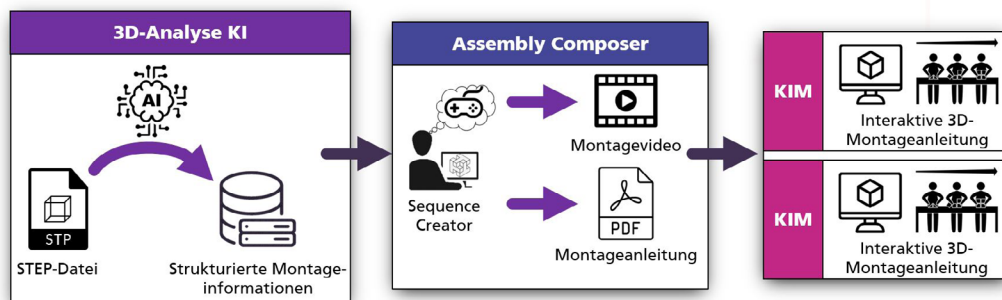 3D-Analyse KI
AI
STP
STEP-Datei
Strukturierte Montage-
informationen
Assembly Composer
Sequence
Creator
Montagevideo
PDF
Montageanleitung
KIM
Interaktive 3D-
Montageanleitung
KIM
Interaktive 3D-
Montageanleitung